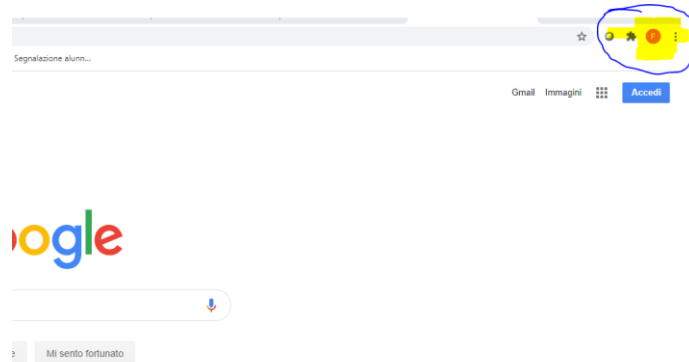 F
Segnalazione alunn...
Gmail Immagini Accedi
oogle
Mi sento fortunato